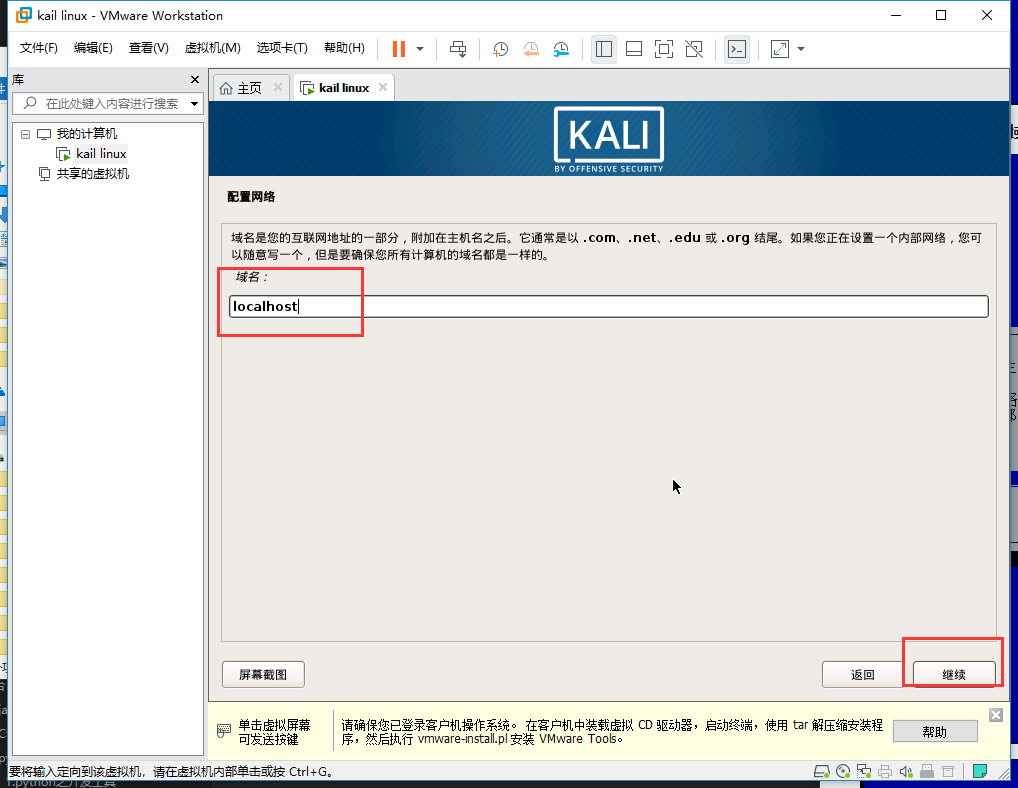 kail linux - VMware Workstation
文件(F) 编辑(E) 查看(V) 虚拟机(M) 选项卡(T) 帮助(H)
库
在此处键入内容进行搜索
我的计算机
kail linux
共享的虚拟机
主页 kail linux
KALI
BY OFFENSIVE SECURITY
配置网络
域名是您的互联网地址的一部分，附加在主机名之后。它通常是以 .com、.net、.edu 或 .org 结尾。如果您正在设置一个内部网络，您可
以随意写一个，但是要确保您所有计算机的域名都是一样的。
域名：
localhost
屏幕截图 返回 继续
单击虚拟屏幕
可发送按键
请确保您已登录客户机操作系统。在客户机中装载虚拟 CD 驱动器，启动终端，使用 tar 解压缩安装程
序，然后执行 vmware-install.pl 安装 VMware Tools。
帮助
要将输入定向到该虚拟机，请在虚拟机内部单击或按 Ctrl+G。